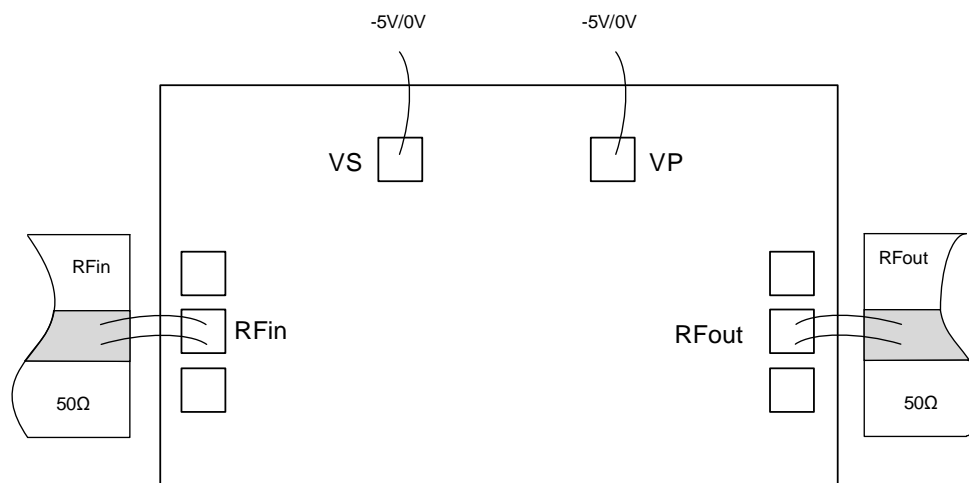 -5V/0V
-5V/0V
VS
VP
RFin
RFout
RFin
RFout
50Ω
50Ω